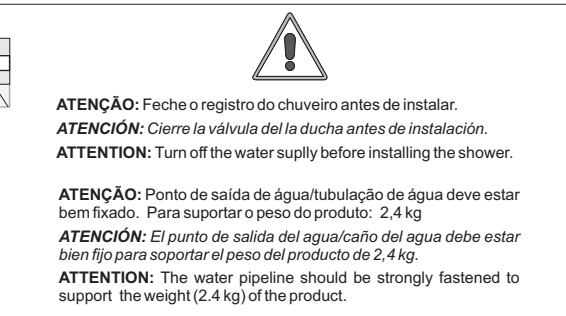 ATENÇÃO: Feche o registro do chuveiro antes de instalar.
ATENCIÓN: Cierre la válvula del la ducha antes de instalación.
ATTENTION: Turn off the water suplly before installing the shower.
ATENÇÃO: Ponto de saída de água/tubulação de água deve estar
bem fixado. Para suportar o peso do produto: 2,4 kg
ATENCIÓN: El punto de salida del agua/caño del agua debe estar
bien fijo para soportar el peso del producto de 2,4 kg.
ATTENTION: The water pipeline should be strongly fastened to
support the weight (2.4 kg) of the product.